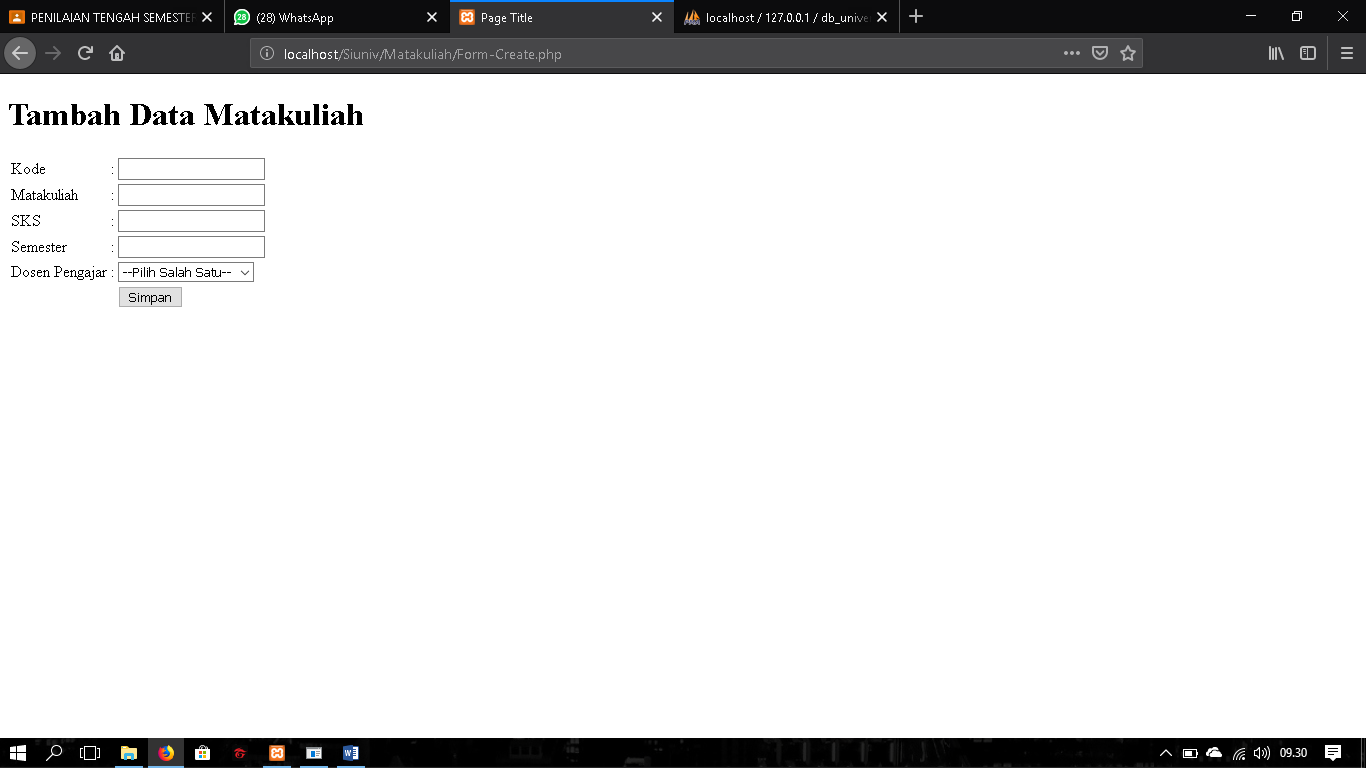 PENILAIAN TENGAH SEMESTER
(28) WhatsApp
Page Title
localhost / 127.0.0.1 / db_unive
localhost/Siuniv/Matakuliah/Form-Create.php
Tambah Data Matakuliah
Kode :
Matakuliah :
SKS :
Semester :
Dosen Pengajar : --Pilih Salah Satu--
Simpan
09.30